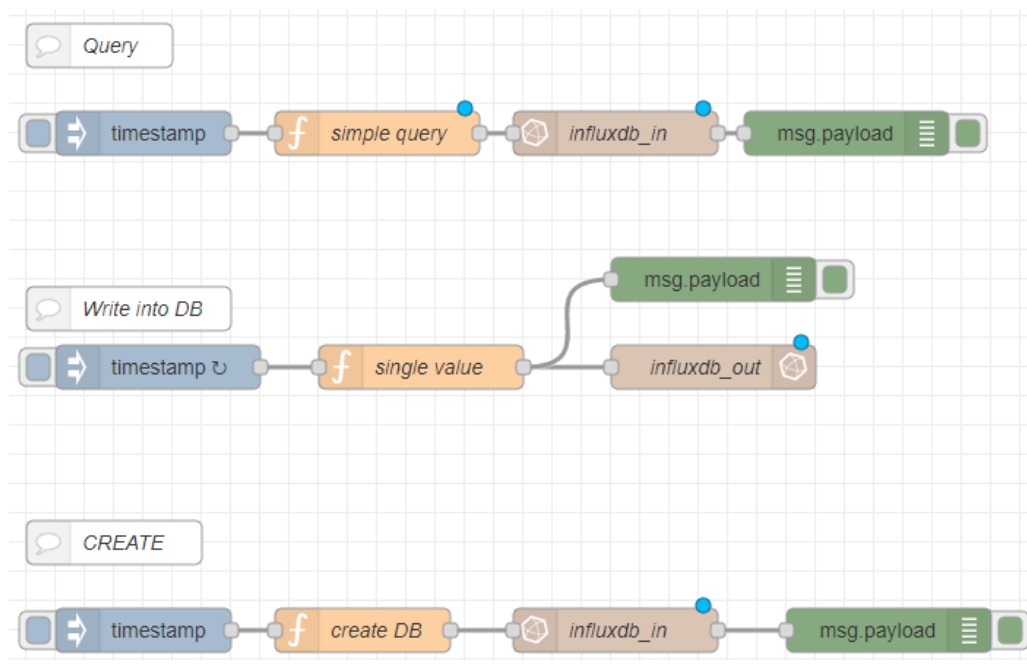 Query
timestamp
simple query
influxdb_in
msg.payload
msg.payload
Write into DB
timestamp ↻
single value
influxdb_out
CREATE
timestamp
create DB
influxdb_in
msg.payload